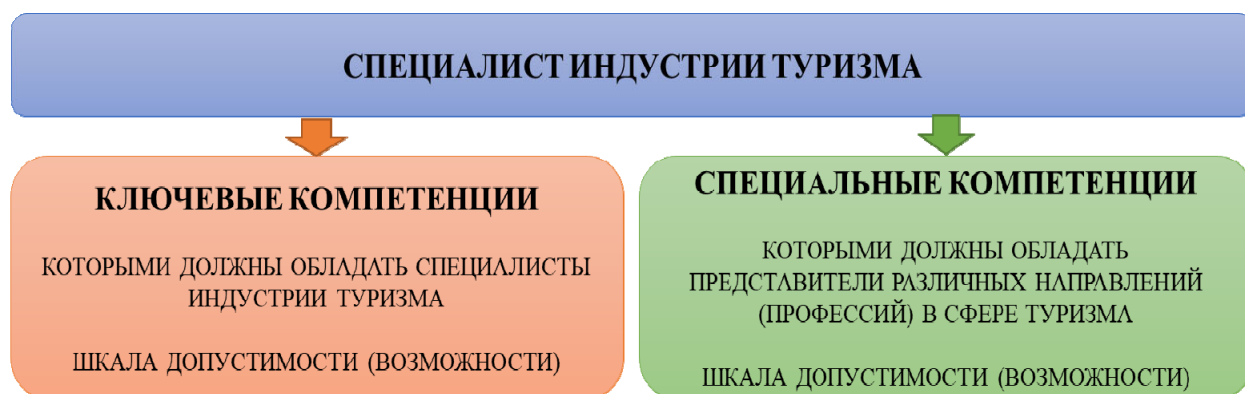 СПЕЦИАЛИСТ ИНДУСТРИИ ТУРИЗМА
КЛЮЧЕВЫЕ КОМПЕТЕНЦИИ
КОТОРЫМИ ДОЛЖНЫ ОБЛАДАТЬ СПЕЦИАЛИСТЫ
ИНДУСТРИИ ТУРИЗМА
ШКАЛА ДОПУСТИМОСТИ (ВОЗМОЖНОСТИ)
СПЕЦИАЛЬНЫЕ КОМПЕТЕНЦИИ
КОТОРЫМИ ДОЛЖНЫ ОБЛАДАТЬ
ПРЕДСТАВИТЕЛИ РАЗЛИЧНЫХ НАПРАВЛЕНИЙ
(ПРОФЕССИЙ) В СФЕРЕ ТУРИЗМА
ШКАЛА ДОПУСТИМОСТИ (ВОЗМОЖНОСТИ)